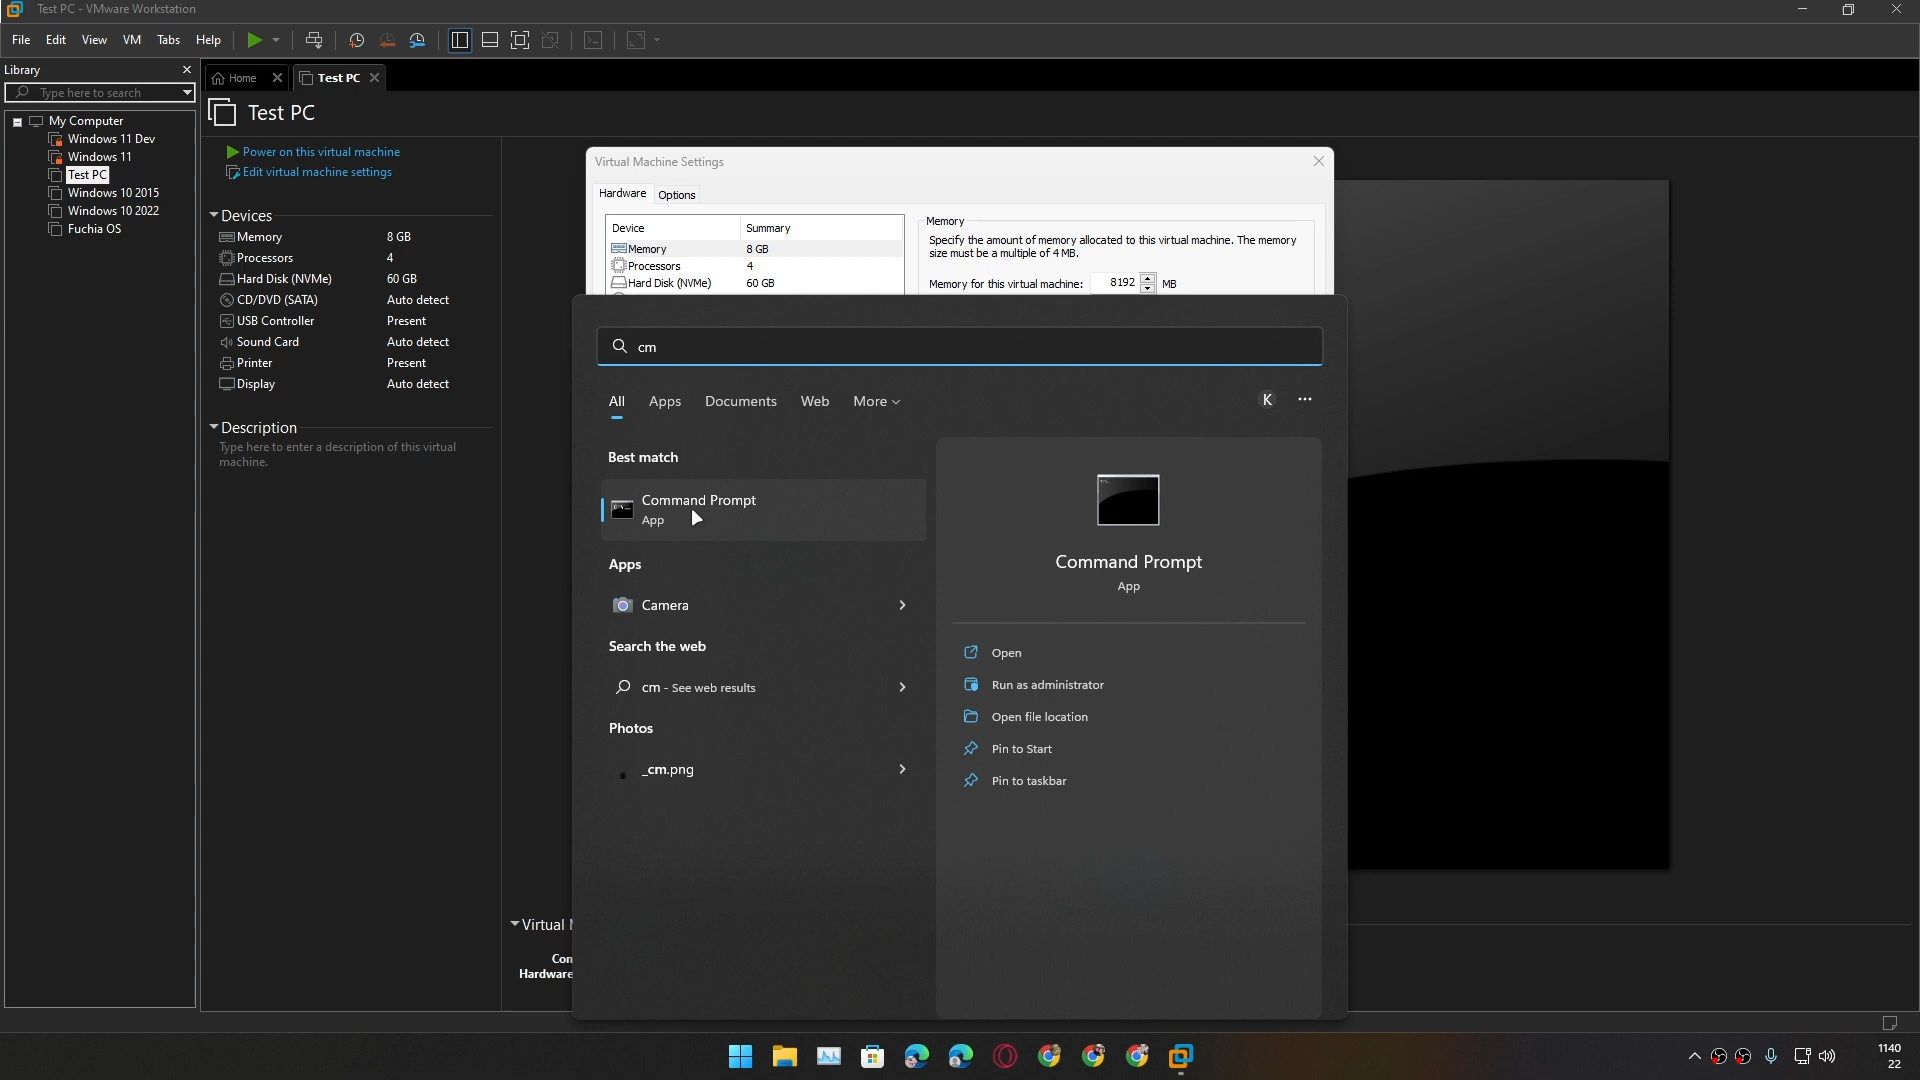 Test PC - VMware Workstation
File Edit View VM Tabs Help
Library
Type here to search
My Computer
Windows 11 Dev
Windows 11
Test PC
Windows 10 2015
Windows 10 2022
Fuchia OS
Home
Test PC
Test PC
Power on this virtual machine
Edit virtual machine settings
Devices
Memory 8 GB
Processors 4
Hard Disk (NVMe) 60 GB
CD/DVD (SATA) Auto detect
USB Controller Present
Sound Card Auto detect
Printer Present
Display Auto detect
Description
Type here to enter a description of this virtual
machine.
Virtual Machine Settings
Hardware Options
Device Summary
Memory 8 GB
Processors 4
Hard Disk (NVMe) 60 GB
Memory
Specify the amount of memory allocated to this virtual machine. The memory
size must be a multiple of 4 MB.
Memory for this virtual machine: 8192 MB
cm
All Apps Documents Web More
K
Best match
Command Prompt
App
Apps
Camera
Search the web
cm - See web results
Photos
_cm.png
Command Prompt
App
Open
Run as administrator
Open file location
Pin to Start
Pin to taskbar
Virtual
Con
Hardware
1140
22